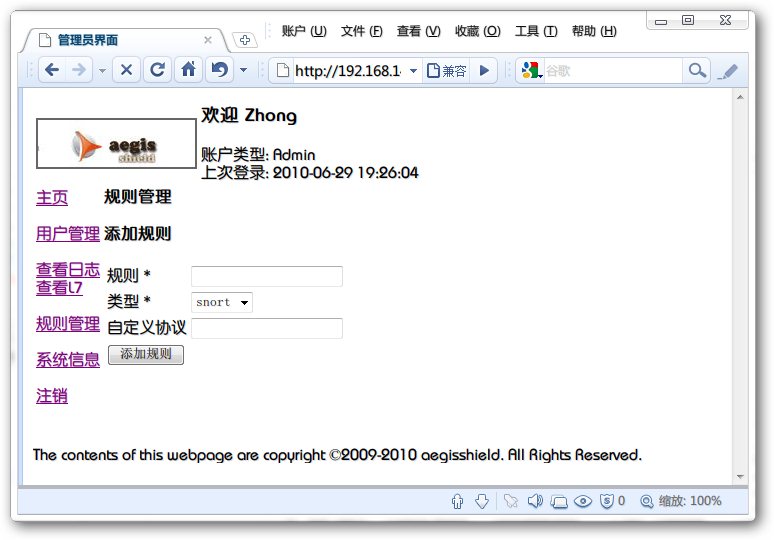 账户 (U) 文件 (F) 查看 (V) 收藏 (O) 工具 (T) 帮助 (H)
管理员界面
http://192.168.1 兼容 谷歌
欢迎 Zhong
aegis
shield
账户类型: Admin
上次登录: 2010-06-29 19:26:04
主页
规则管理
用户管理
添加规则
查看日志
规则 *
查看l7
类型 * snort
规则管理
自定义协议
系统信息
添加规则
注销
The contents of this webpage are copyright ©2009-2010 aegisshield. All Rights Reserved.
0 缩放: 100%